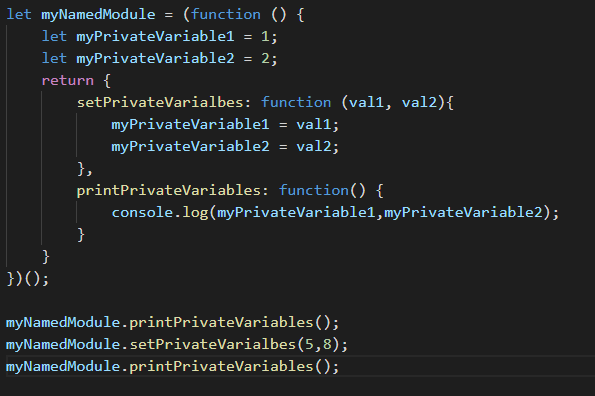 let myNamedModule = (function () {
    let myPrivateVariable1 = 1;
    let myPrivateVariable2 = 2;
    return {
        setPrivateVarialbes: function (val1, val2){
            myPrivateVariable1 = val1;
            myPrivateVariable2 = val2;
        },
        printPrivateVariables: function() {
            console.log(myPrivateVariable1,myPrivateVariable2);
        }
    }
})();

myNamedModule.printPrivateVariables();
myNamedModule.setPrivateVarialbes(5,8);
myNamedModule.printPrivateVariables();